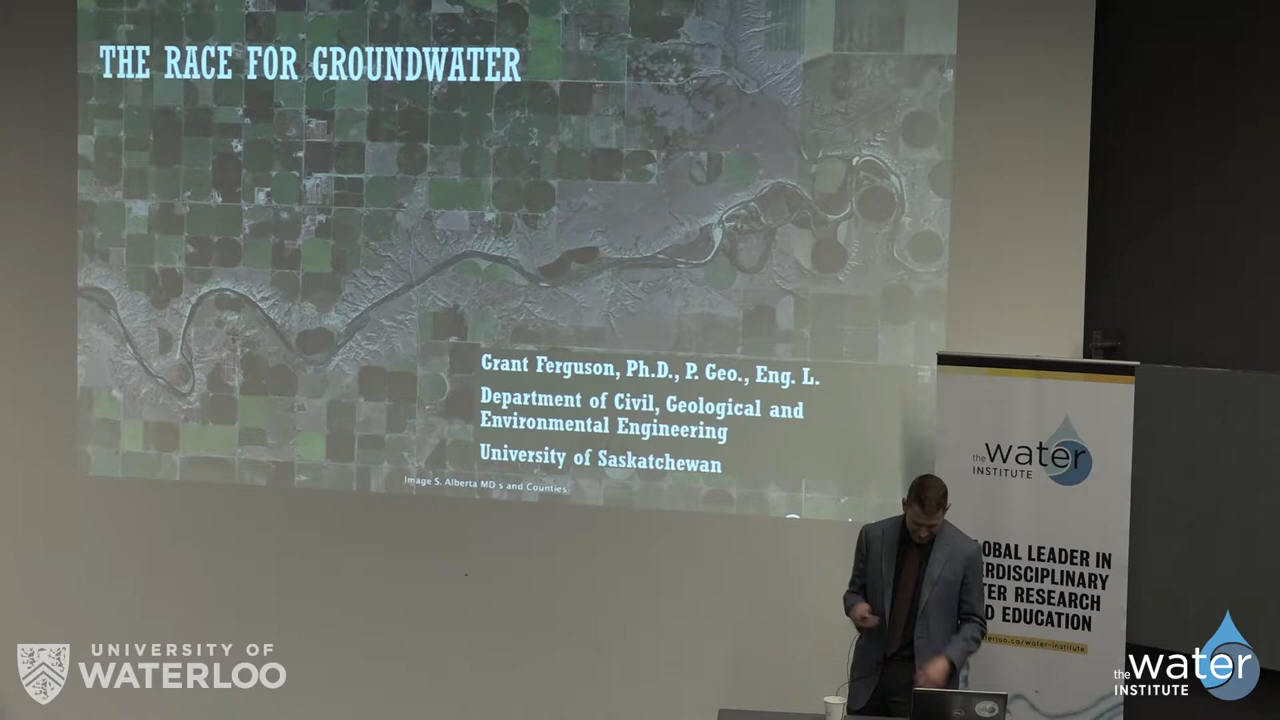 THE RACE FOR GROUNDWATER
Grant Ferguson, Ph.D., P. Geo., Eng. L.
Department of Civil, Geological and
Environmental Engineering
University of Saskatchewan
Image S. Alberta MD s and Counties
the water
INSTITUTE
OBAL LEADER IN
ERDISCIPLINARY
TER RESEARCH
D EDUCATION
erloo.ca/water-institute
UNIVERSITY OF
WATERLOO
the water
INSTITUTE